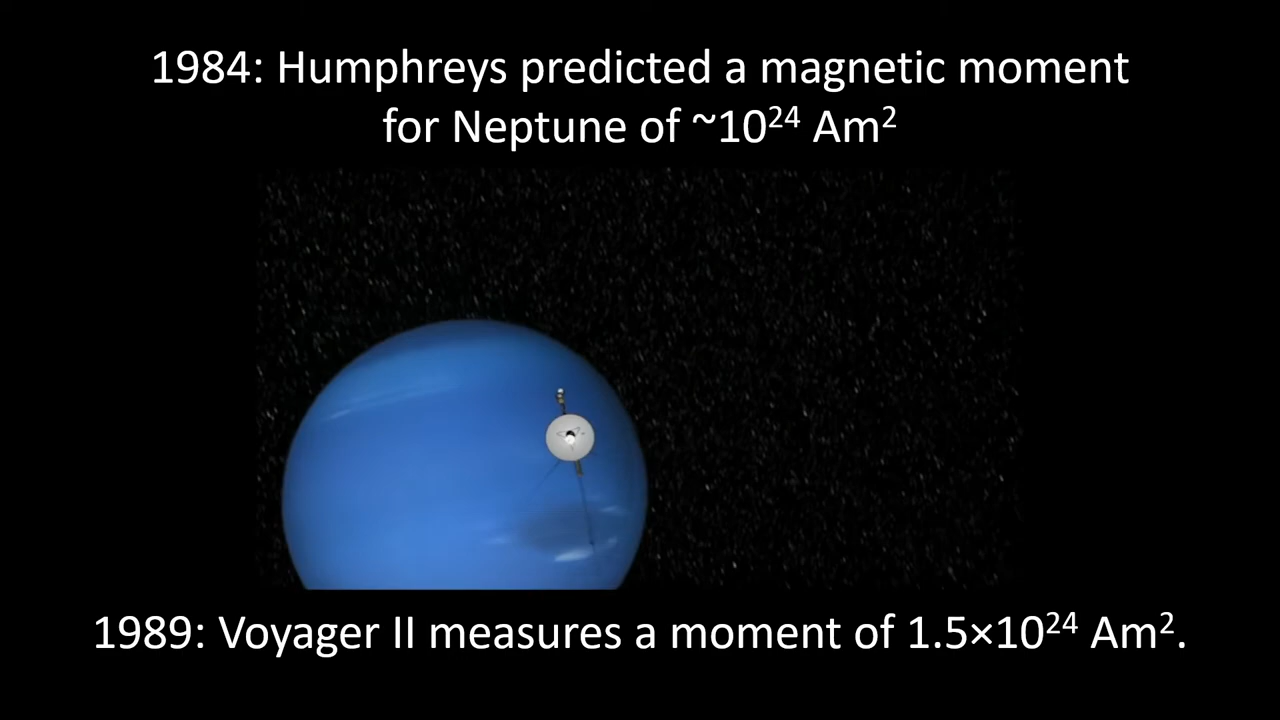 1984: Humphreys predicted a magnetic moment
for Neptune of ~10²⁴ Am²
1989: Voyager II measures a moment of 1.5×10²⁴ Am².